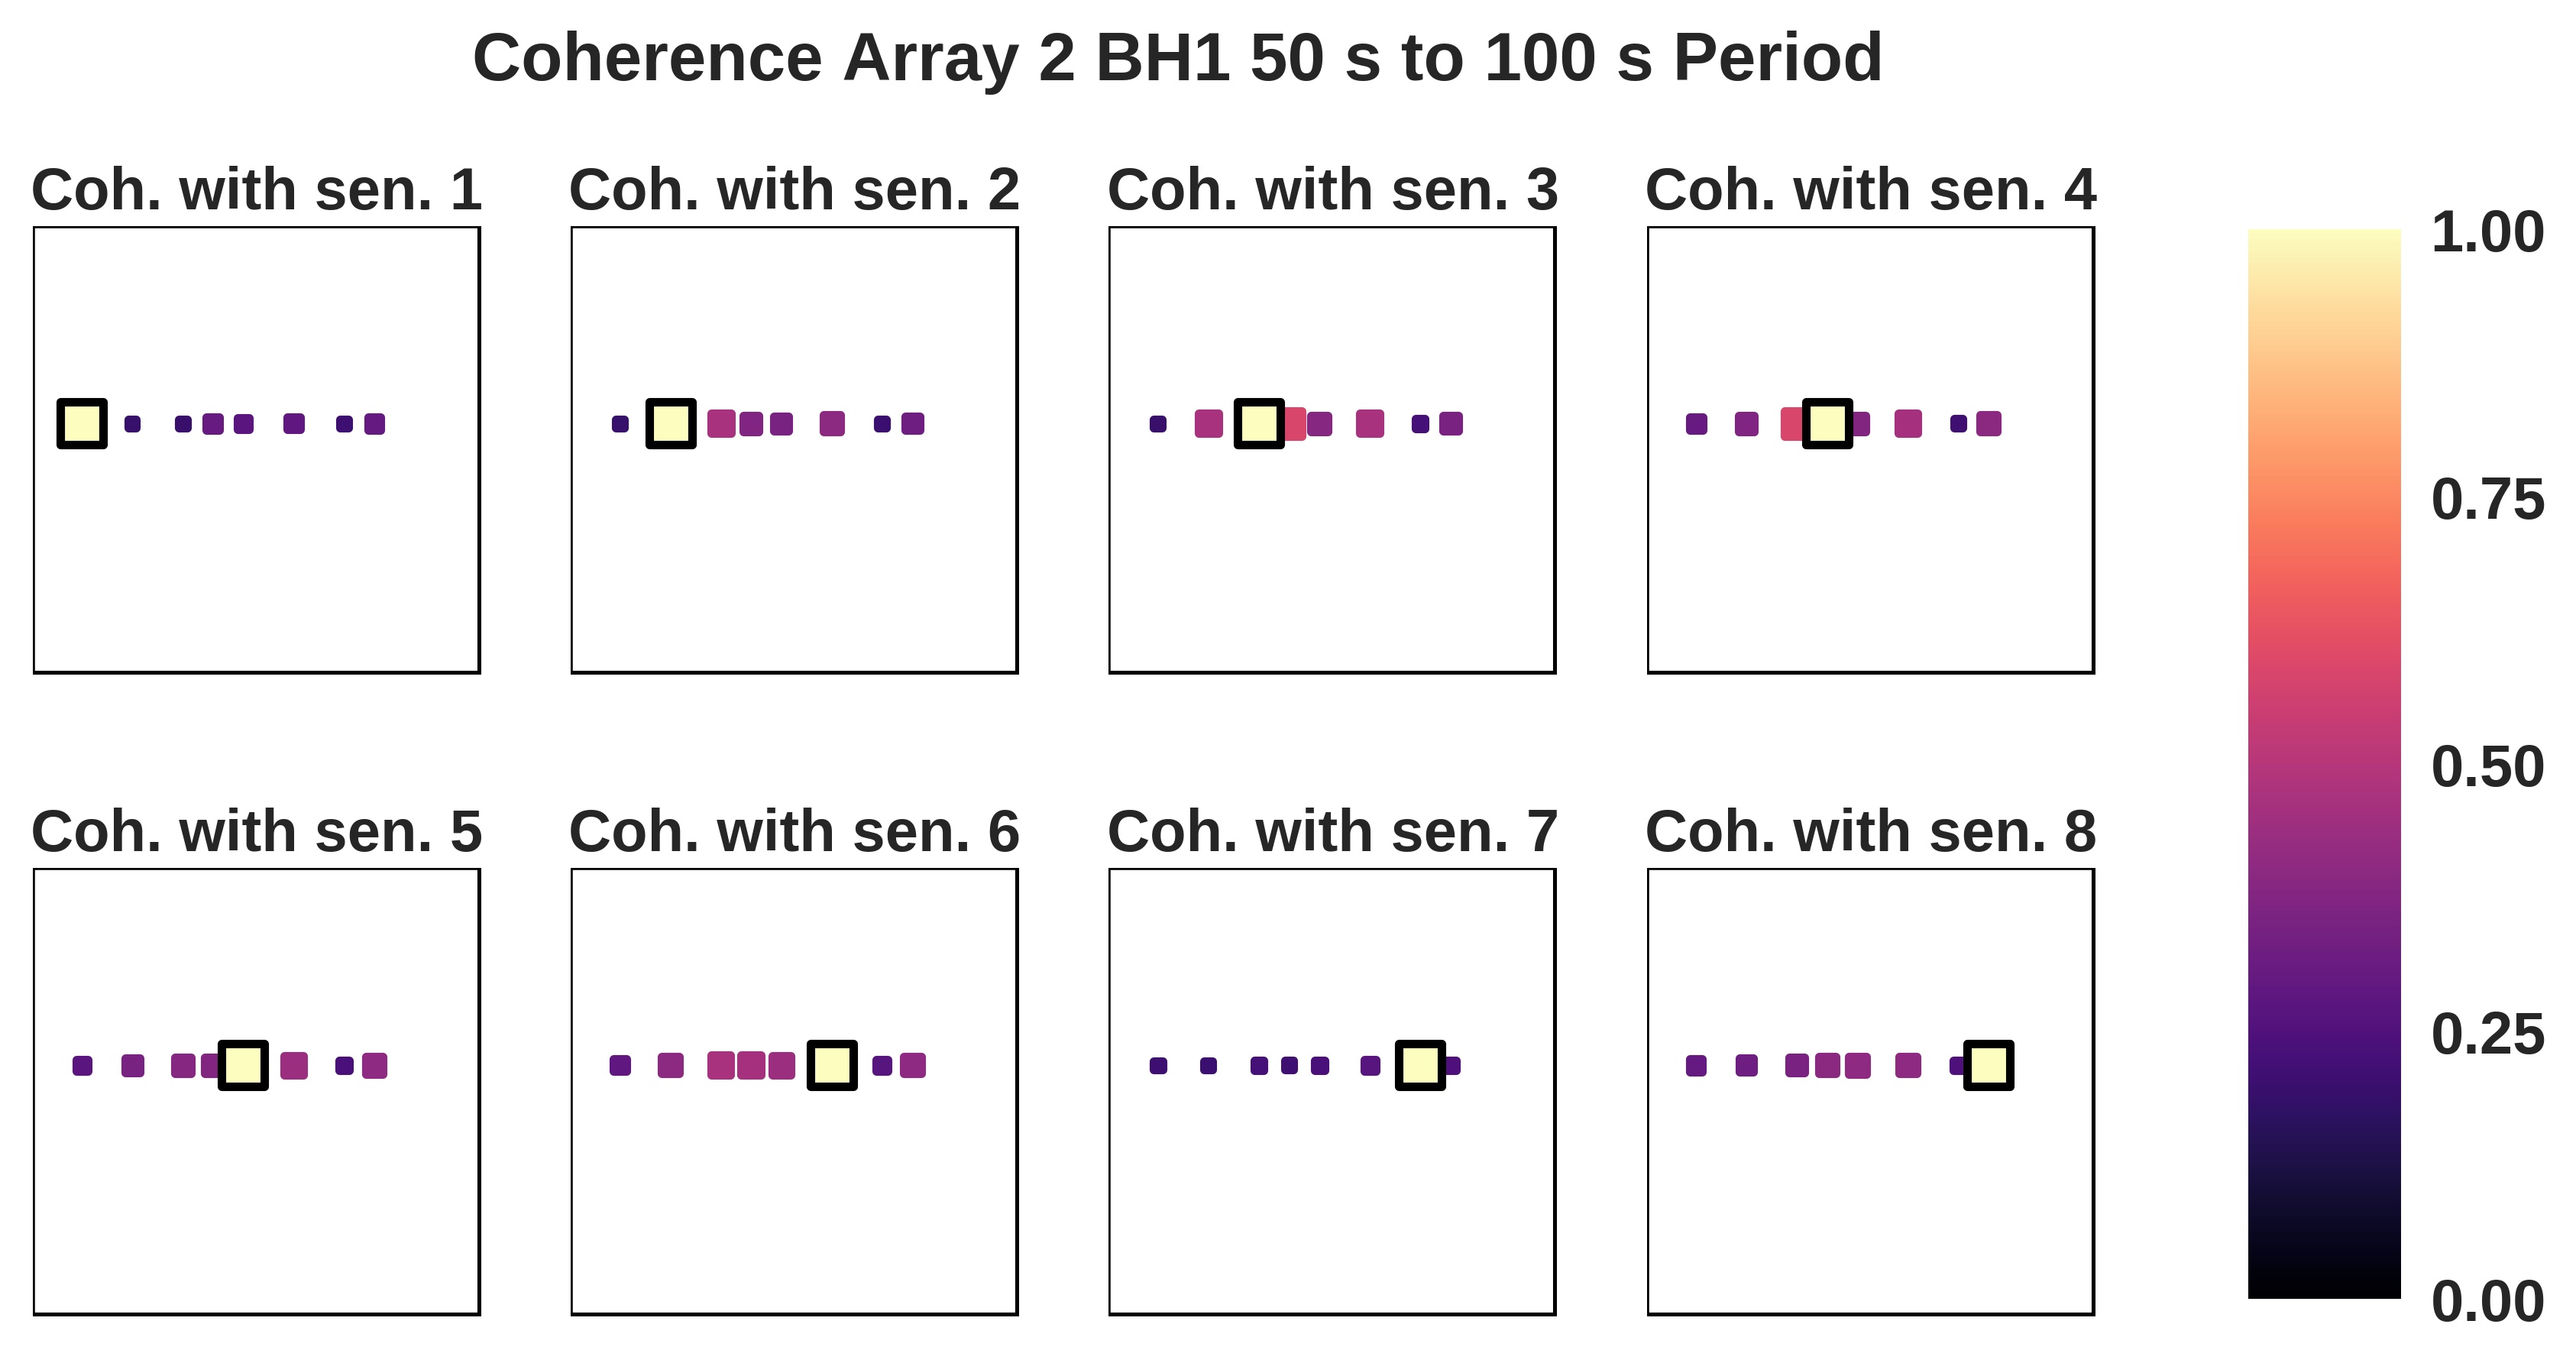 Coherence Array 2 BH1 50 s to 100 s Period
Coh. with sen. 1
Coh. with sen. 2
Coh. with sen. 3
Coh. with sen. 4
1.00
0.75
0.50
Coh. with sen. 5
Coh. with sen. 6
Coh. with sen. 7
Coh. with sen. 8
0.25
0.00